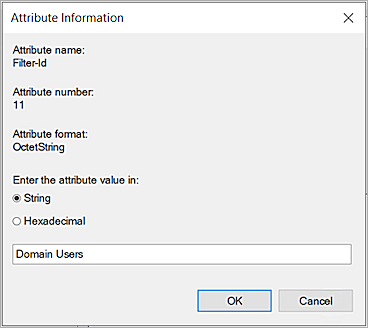 Attribute Information
Attribute name:
Filter-Id
Attribute number:
11
Attribute format:
OctetString
Enter the attribute value in:
String
Hexadecimal
Domain Users
OK
Cancel